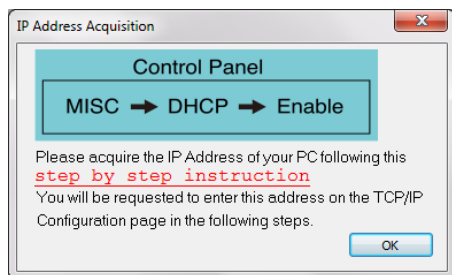 IP Address Acquisition
Control Panel
MISC → DHCP → Enable
Please acquire the IP Address of your PC following this
step by step instruction
You will be requested to enter this address on the TCP/IP
Configuration page in the following steps.
OK